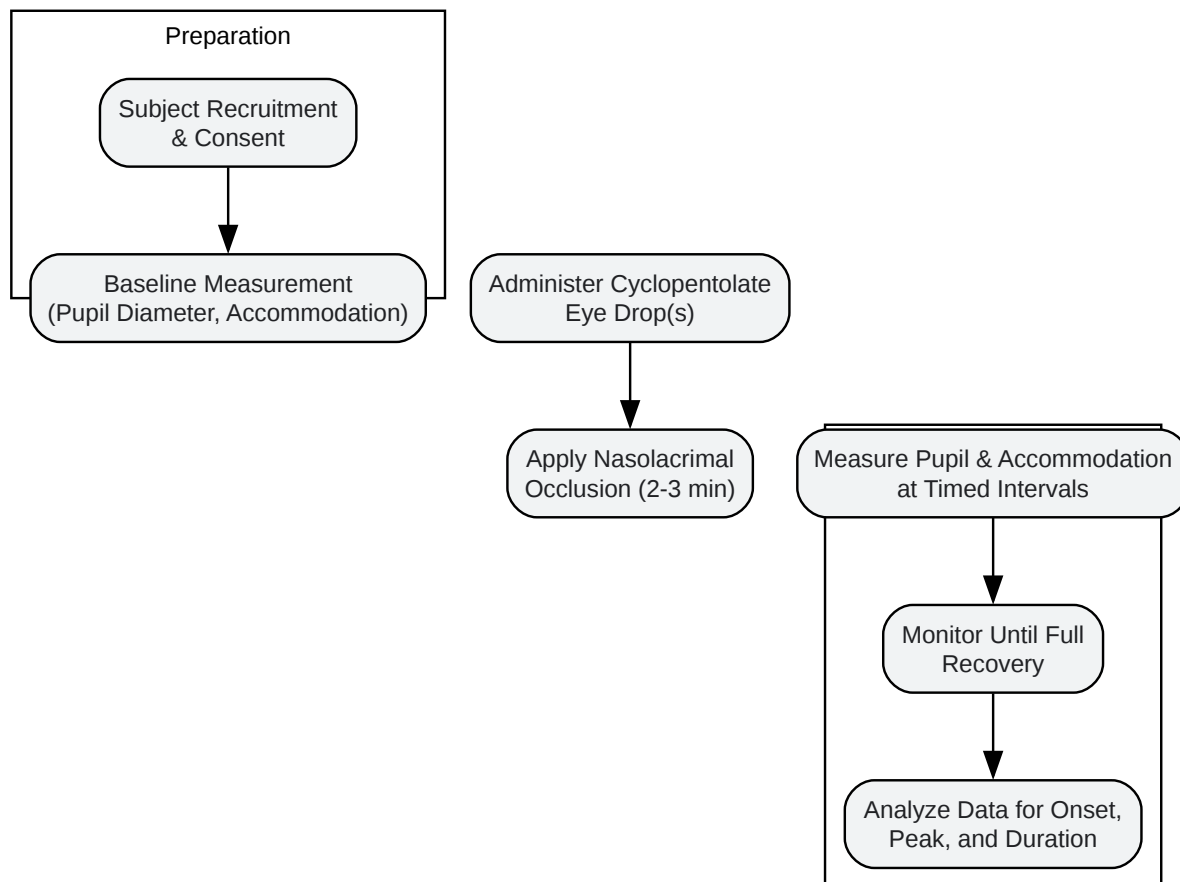 Preparation
Subject Recruitment
& Consent
Baseline Measurement
(Pupil Diameter, Accommodation)
Administer Cyclopentolate
Eye Drop(s)
Apply Nasolacrimal
Occlusion (2-3 min)
Measure Pupil & Accommodation
at Timed Intervals
Monitor Until Full
Recovery
Analyze Data for Onset,
Peak, and Duration